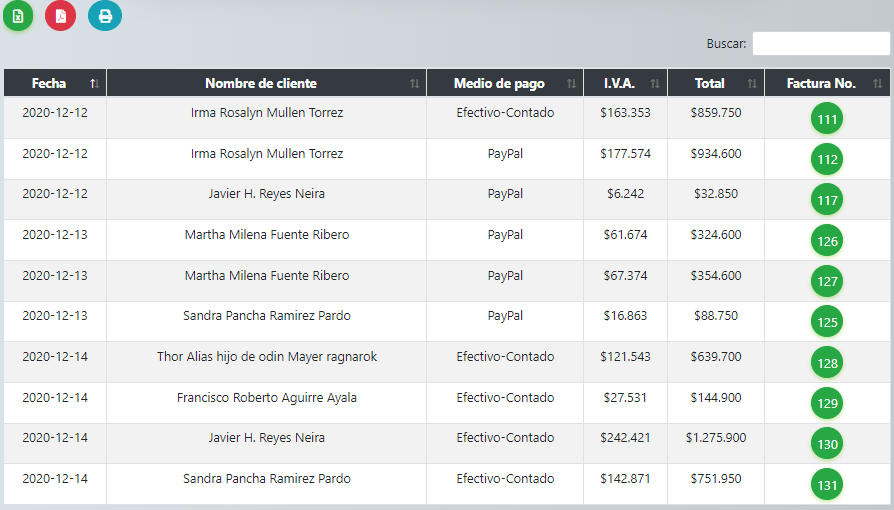 Buscar:
Fecha Nombre de cliente Medio de pago I.V.A. Total Factura No.
2020-12-12 Irma Rosalyn Mullen Torrez Efectivo-Contado $163.353 $859.750 111
2020-12-12 Irma Rosalyn Mullen Torrez PayPal $177.574 $934.600 112
2020-12-12 Javier H. Reyes Neira PayPal $6.242 $32.850 117
2020-12-13 Martha Milena Fuente Ribero PayPal $61.674 $324.600 126
2020-12-13 Martha Milena Fuente Ribero PayPal $67.374 $354.600 127
2020-12-13 Sandra Pancha Ramirez Pardo PayPal $16.863 $88.750 125
2020-12-14 Thor Alias hijo de odin Mayer ragnarok Efectivo-Contado $121.543 $639.700 128
2020-12-14 Francisco Roberto Aguirre Ayala Efectivo-Contado $27.531 $144.900 129
2020-12-14 Javier H. Reyes Neira Efectivo-Contado $242.421 $1.275.900 130
2020-12-14 Sandra Pancha Ramirez Pardo Efectivo-Contado $142.871 $751.950 131